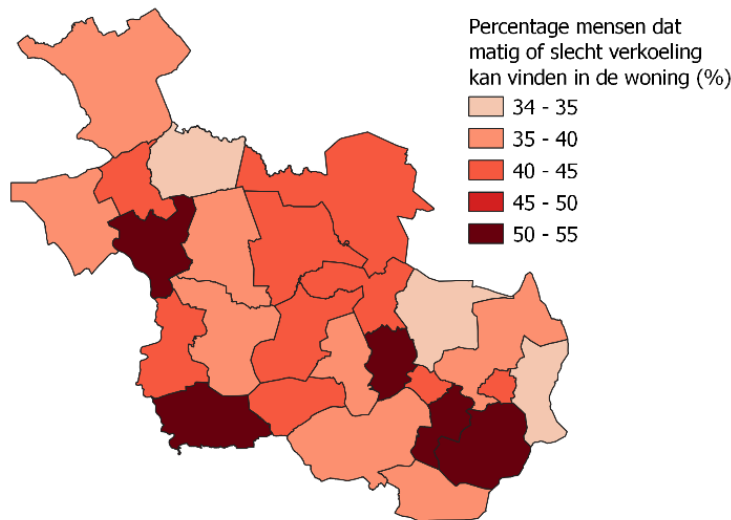 Percentage mensen dat
matig of slecht verkoeling
kan vinden in de woning (%)
34 - 35
35 - 40
40 - 45
45 - 50
50 - 55